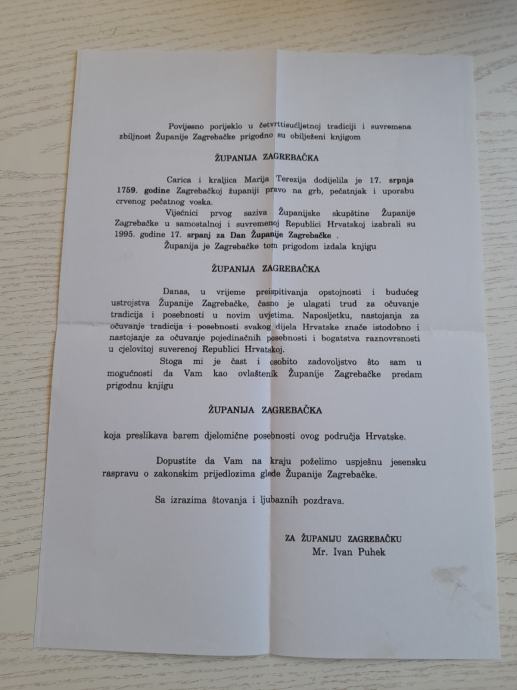 Povijesno porijeklo u četvrttisućljetnoj tradiciji i suvremena
zbiljnost Županije Zagrebačke prigodno su obilježeni knjigom
ŽUPANIJA ZAGREBAČKA
Carica i kraljica Marija Terezija dodijelila je 17. srpnja
1759. godine Zagrebačkoj županiji pravo na grb, pečatnjak i uporabu
crvenog pečatnog voska.
Vijećnici prvog saziva Županijske skupštine Županije
Zagrebačke u samostalnoj i suvremenoj Republici Hrvatskoj izabrali su
1995. godine 17. srpanj za Dan Županije Zagrebačke .
Županija je Zagrebačke tom prigodom izdala knjigu
ŽUPANIJA ZAGREBAČKA
Danas, u vrijeme preispitivanja opstojnosti i budućeg
ustrojstva Županije Zagrebačke, časno je ulagati trud za očuvanje
tradicija i posebnosti u novim uvjetima. Naposljetku, nastojanja za
očuvanje tradicija i posebnosti svakog dijela Hrvatske znače istodobno i
nastojanje za očuvanje pojedinačnih posebnosti i bogatstva raznovrsnosti
u cjelovitoj suverenoj Republici Hrvatskoj.
Stoga mi je čast i osobito zadovoljstvo što sam u
mogućnosti da Vam kao ovlaštenik Županije Zagrebačke predam
prigodnu knjigu
ŽUPANIJA ZAGREBAČKA
koja preslikava barem djelomične posebnosti ovog područja Hrvatske.
Dopustite da Vam na kraju poželimo uspješnu jesensku
raspravu o zakonskim prijedlozima glede Županije Zagrebačke.
Sa izrazima štovanja i ljubaznih pozdrava.
ZA ŽUPANIJU ZAGREBAČKU
Mr. Ivan Puhek